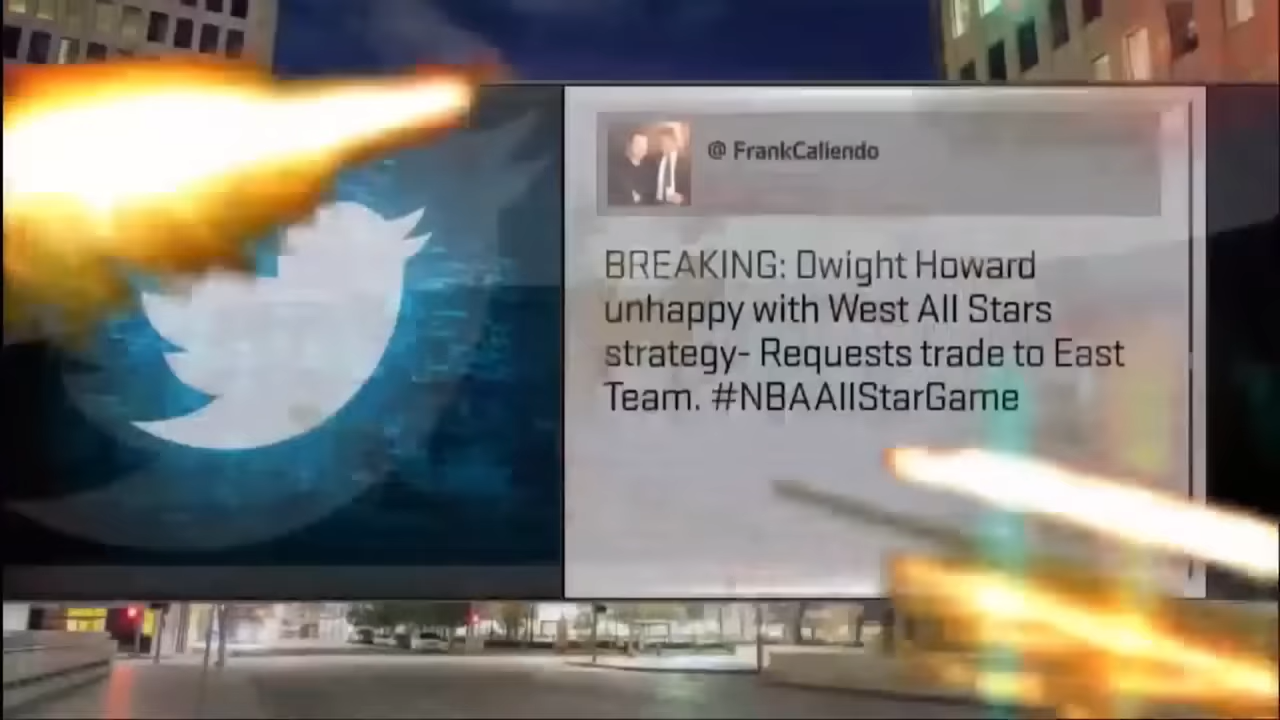 @ FrankCaliendo
BREAKING: Dwight Howard
unhappy with West All Stars
strategy- Requests trade to East
Team. #NBAAllStarGame